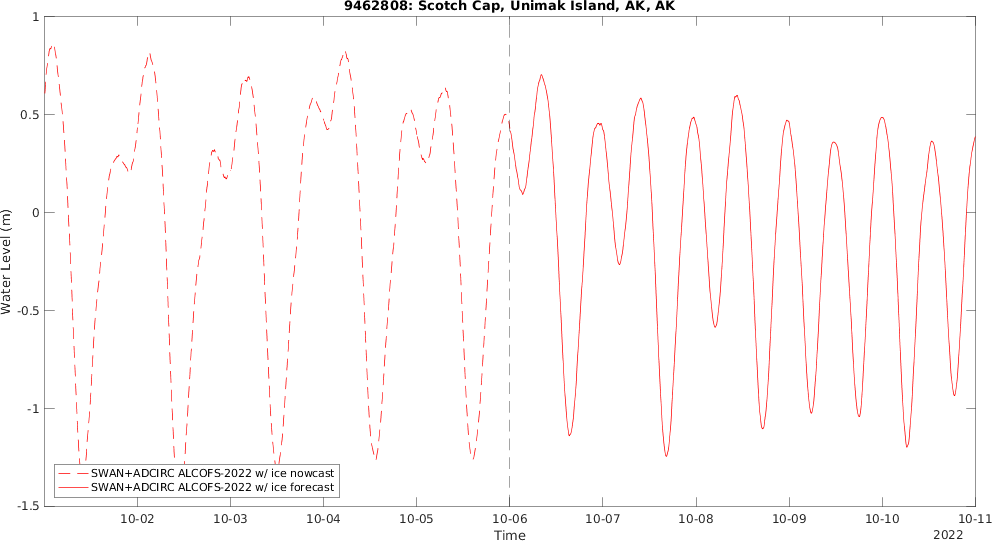 9462808: Scotch Cap, Unimak Island, AK, AK
1
0.5
0
-0.5
-1
-1.5
Water Level (m)
SWAN+ADCIRC ALCOFS-2022 w/ ice nowcast
SWAN+ADCIRC ALCOFS-2022 w/ ice forecast
10-02 10-03 10-04 10-05 10-06 10-07 10-08 10-09 10-10 10-11
Time
2022